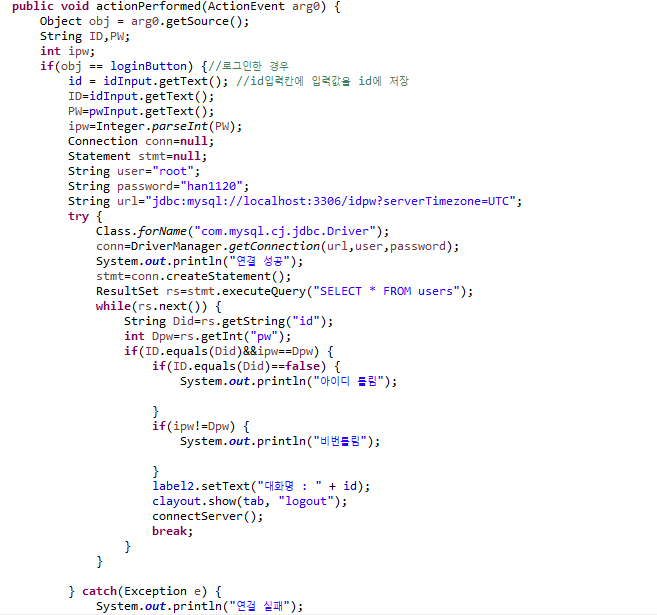 public void actionPerformed(ActionEvent arg0) {
Object obj = arg0.getSource();
String ID,PW;
int ipw;
if(obj == loginButton) {//로그인한 경우
id = idInput.getText(); //id입력칸에 입력값을 id에 저장
ID=idInput.getText();
PW=pwInput.getText();
ipw=Integer.parseInt(PW);
Connection conn=null;
Statement stmt=null;
String user="root";
String password="han1120";
String url="jdbc:mysql://localhost:3306/idpw?serverTimezone=UTC";
try {
Class.forName("com.mysql.cj.jdbc.Driver");
conn=DriverManager.getConnection(url,user,password);
System.out.println("연결 성공");
stmt=conn.createStatement();
ResultSet rs=stmt.executeQuery("SELECT * FROM users");
while(rs.next()) {
String Did=rs.getString("id");
int Dpw=rs.getInt("pw");
if(ID.equals(Did)&&ipw==Dpw) {
if(ID.equals(Did)==false) {
System.out.println("아이디 틀림");
}
if(ipw!=Dpw) {
System.out.println("비번틀림");
}
label2.setText("대화명 : " + id);
clayout.show(tab, "logout");
connectServer();
break;
}
}
} catch(Exception e) {
System.out.println("연결 실패");